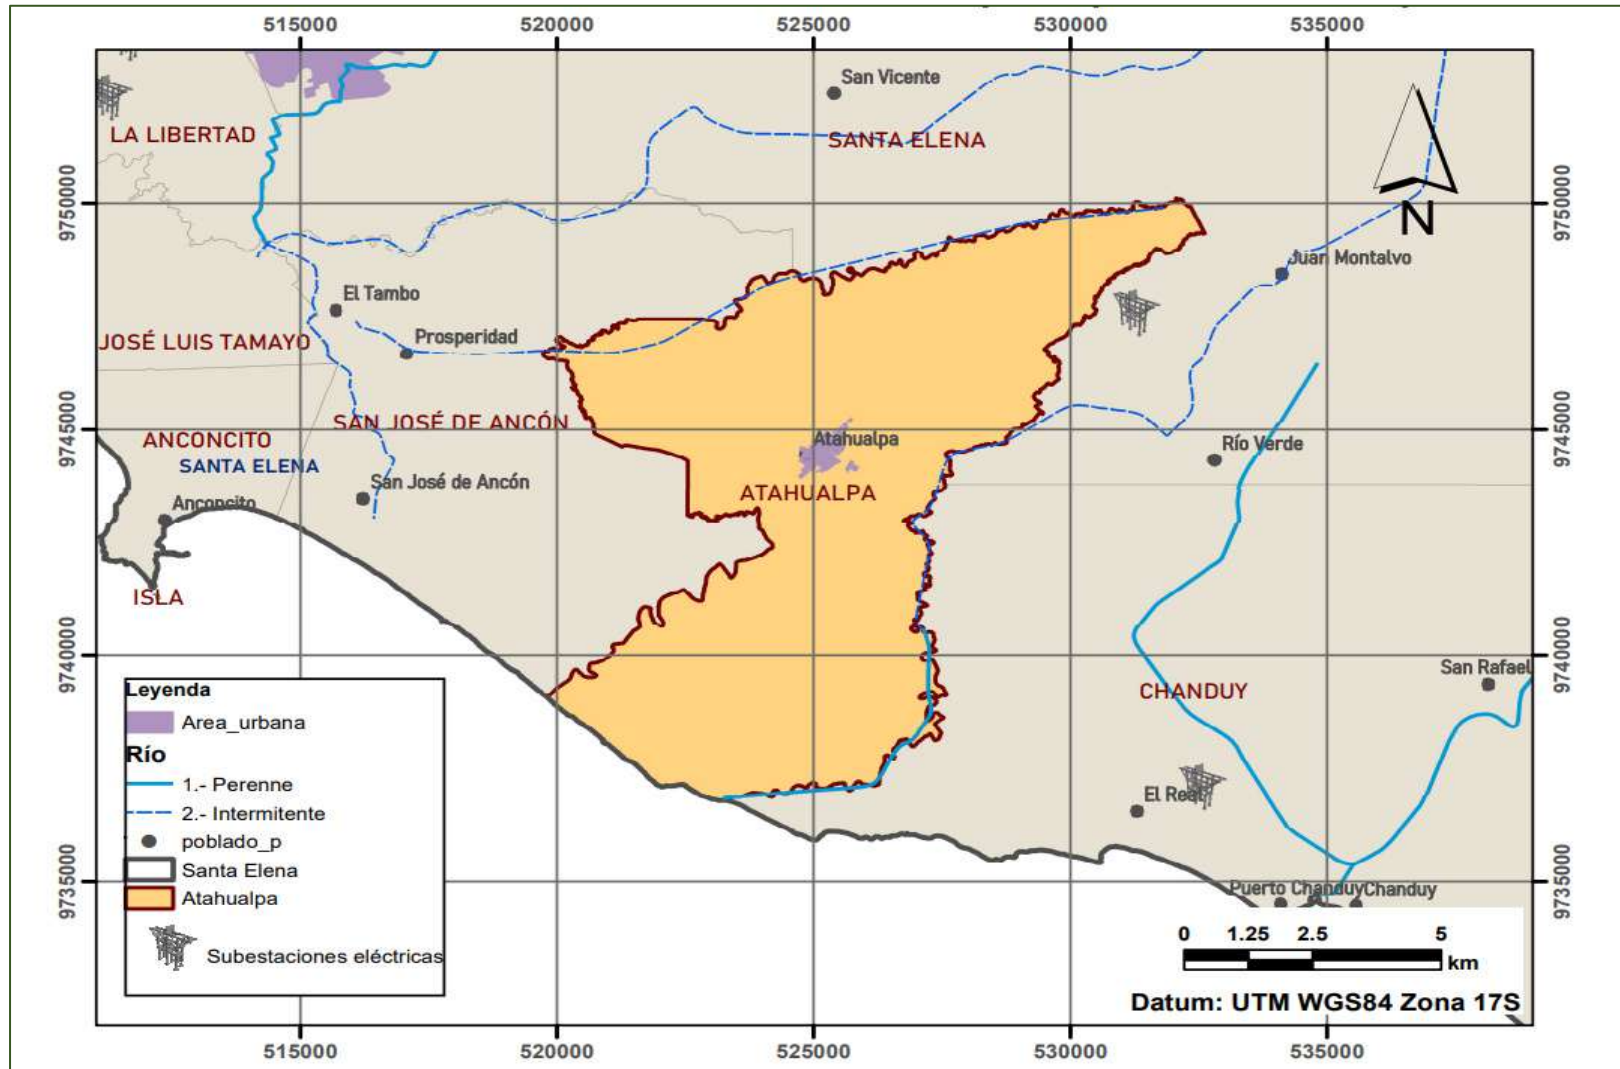 515000 520000 525000 530000 535000
San Vicente
LA LIBERTAD
SANTA ELENA
9750000
9750000
N
Juan Montalvo
El Tambo
Prosperidad
JOSÉ LUIS TAMAYO
SAN JOSÉ DE ANCÓN
9745000
9745000
ANCONCITO
Atahualpa
Río Verde
SANTA ELENA
San José de Ancón
ATAHUALPA
Anconcito
ISLA
9740000
9740000
San Rafael
CHANDUY
Leyenda
Area_urbana
Río
1.- Perenne
2.- Intermitente
poblado_p
Santa Elena
Atahualpa
Subestaciones eléctricas
El Real
9735000
9735000
Puerto Chanduy
Chanduy
0 1.25 2.5 5
km
Datum: UTM WGS84 Zona 17S
515000 520000 525000 530000 535000